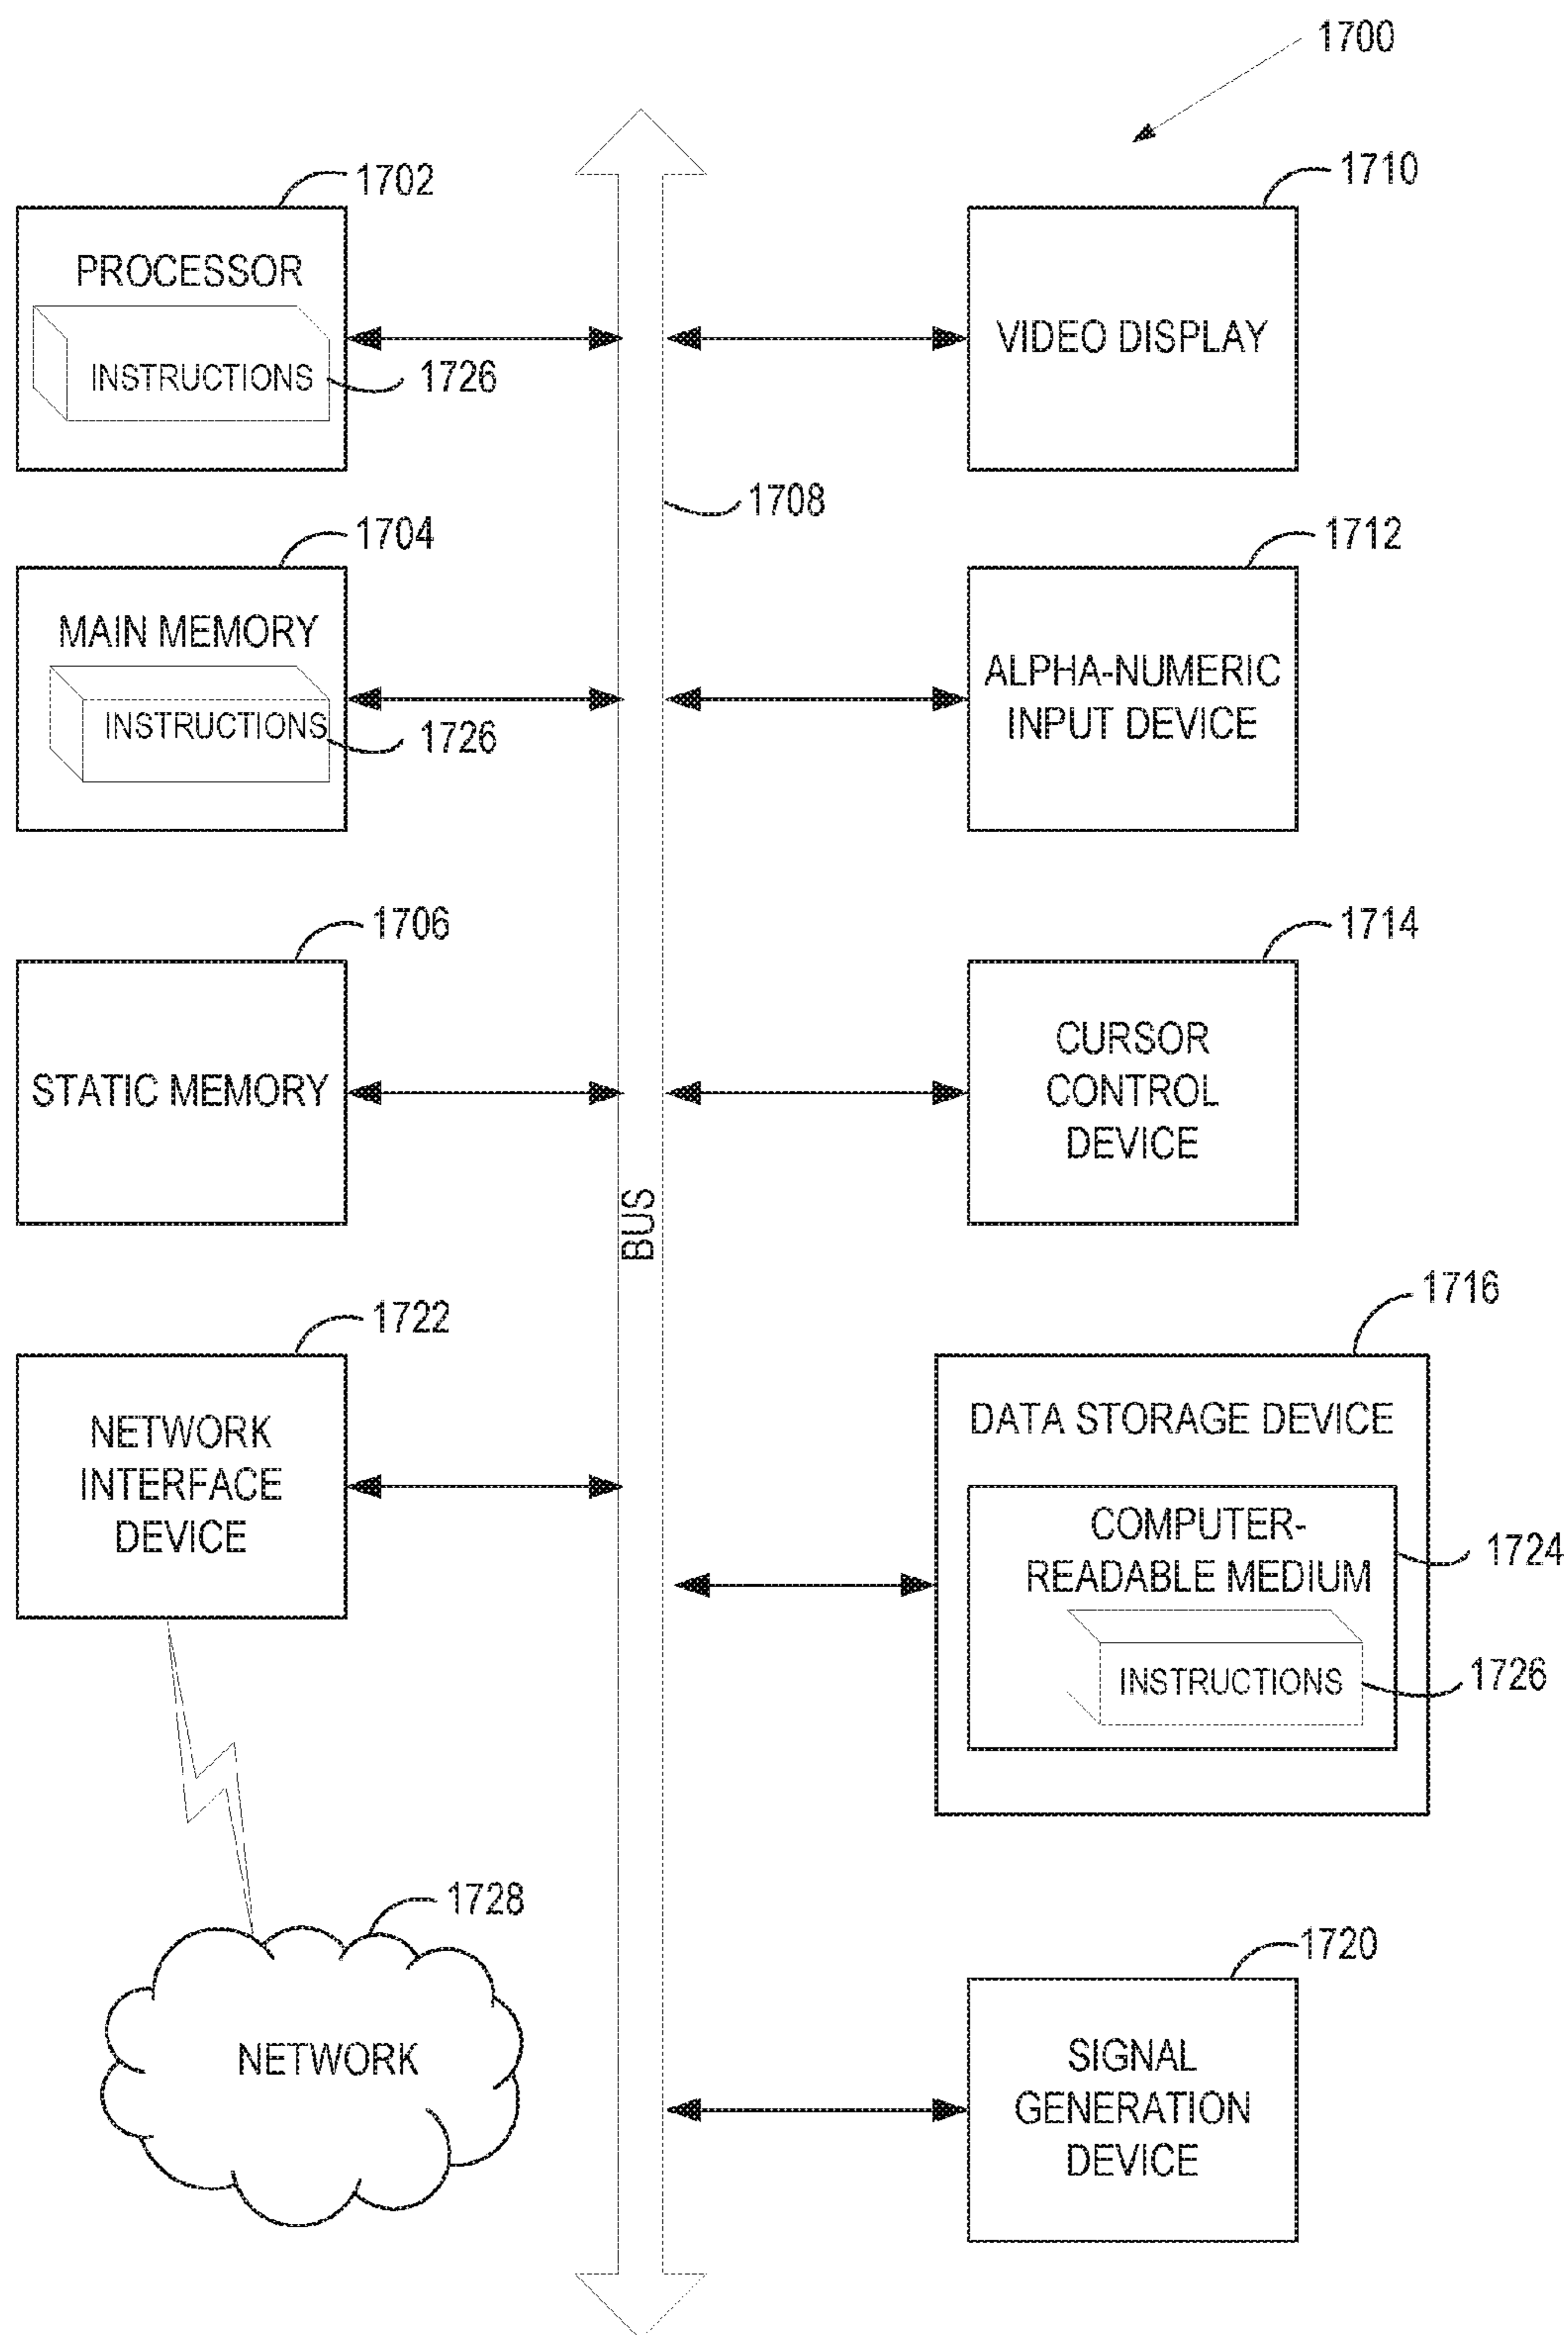 1700
1702
PROCESSOR
INSTRUCTIONS
1726
1710
VIDEO DISPLAY
1708
1704
MAIN MEMORY
INSTRUCTIONS
1726
1712
ALPHA-NUMERIC
INPUT DEVICE
1706
STATIC MEMORY
1714
CURSOR
CONTROL
DEVICE
BUS
1722
NETWORK
INTERFACE
DEVICE
1716
DATA STORAGE DEVICE
COMPUTER-
READABLE MEDIUM
1724
INSTRUCTIONS
1726
1728
NETWORK
1720
SIGNAL
GENERATION
DEVICE